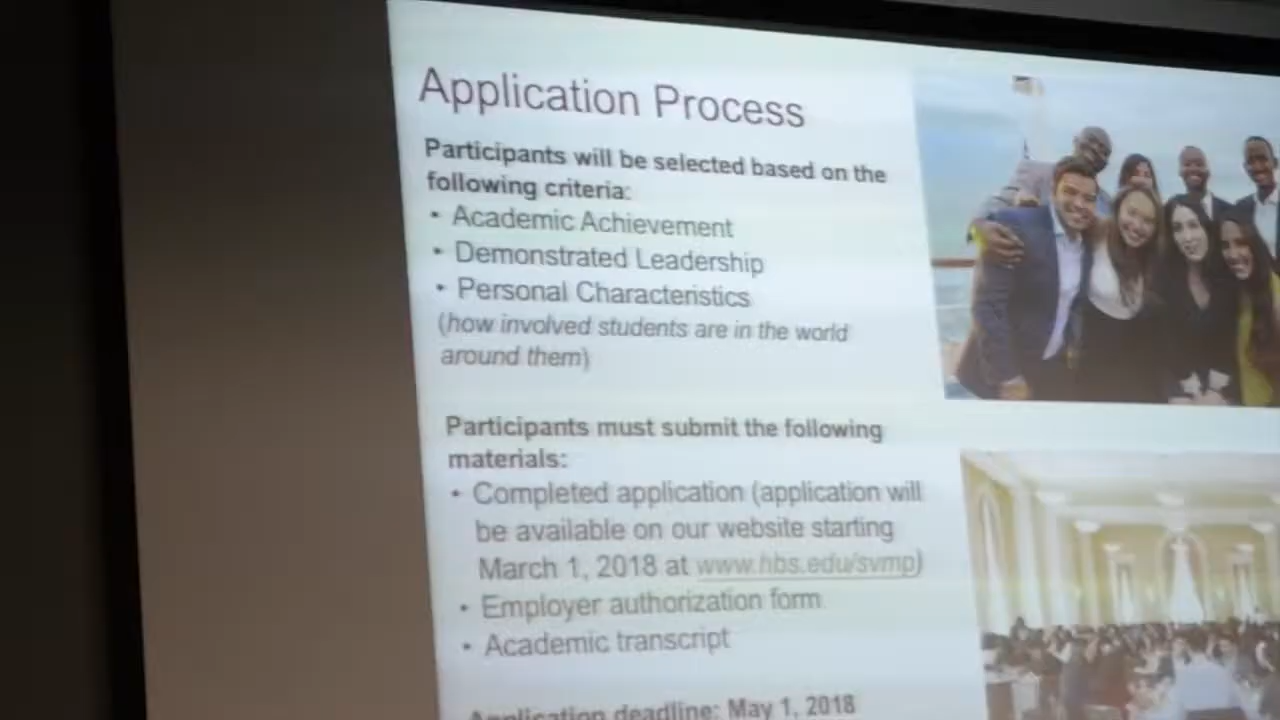 Application Process
Participants will be selected based on the
following criteria:
• Academic Achievement
• Demonstrated Leadership
• Personal Characteristics
(how involved students are in the world
around them)
Participants must submit the following
materials:
• Completed application (application will
be available on our website starting
March 1, 2018 at www.hbs.edu/svmp)
• Employer authorization form
• Academic transcript
Application deadline: May 1, 2018